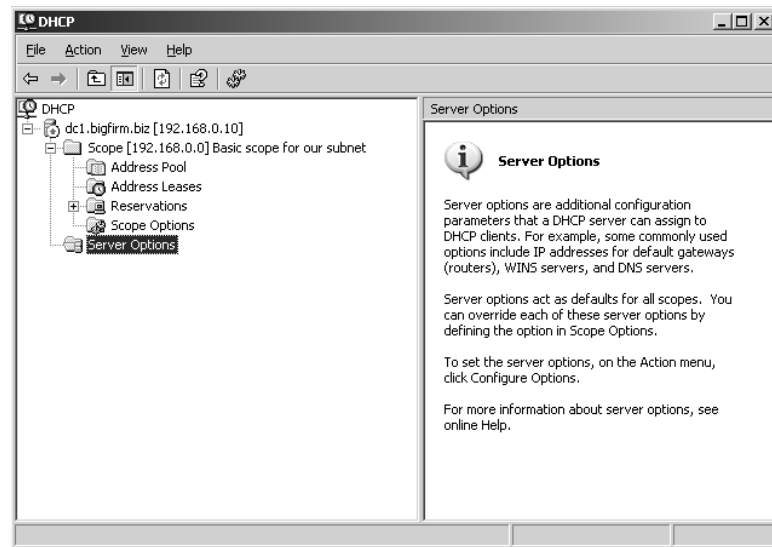 DHCP
File Action View Help
DHCP
dc1.bigfirm.biz [192.168.0.10]
Scope [192.168.0.0] Basic scope for our subnet
Address Pool
Address Leases
Reservations
Scope Options
Server Options
Server Options
Server Options
Server options are additional configuration
parameters that a DHCP server can assign to
DHCP clients. For example, some commonly used
options include IP addresses for default gateways
(routers), WINS servers, and DNS servers.
Server options act as defaults for all scopes. You
can override each of these server options by
defining the option in Scope Options.
To set the server options, on the Action menu,
click Configure Options.
For more information about server options, see
online Help.